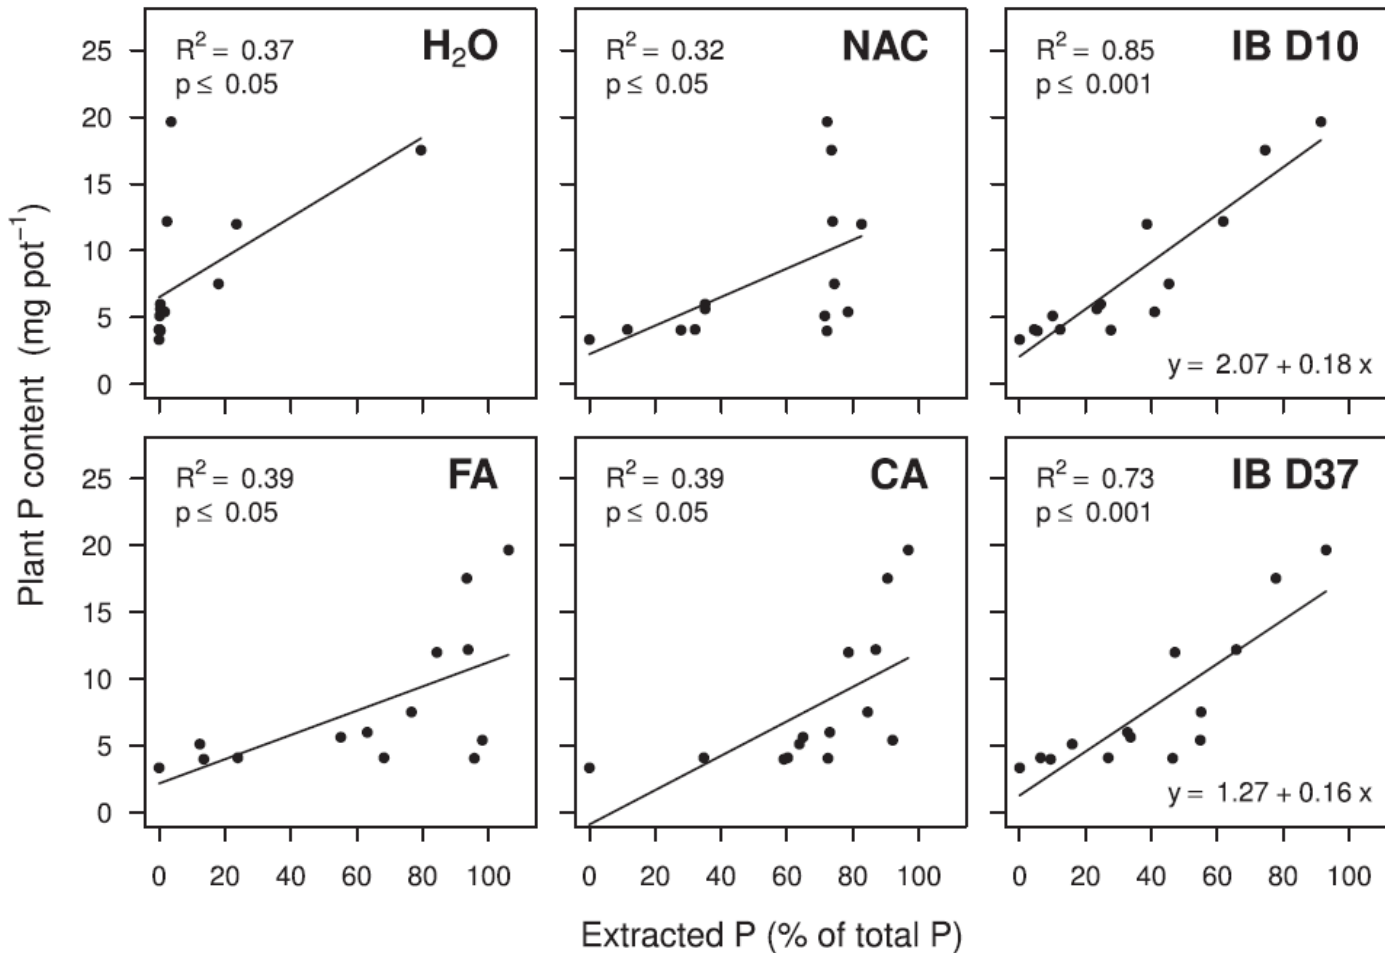 R² = 0.37
p ≤ 0.05
H₂O
R² = 0.32
p ≤ 0.05
NAC
R² = 0.85
p ≤ 0.001
IB D10
y = 2.07 + 0.18 x
25
20
15
10
5
0
R² = 0.39
p ≤ 0.05
FA
R² = 0.39
p ≤ 0.05
CA
R² = 0.73
p ≤ 0.001
IB D37
y = 1.27 + 0.16 x
25
20
15
10
5
0
0 20 40 60 80 100
0 20 40 60 80 100
0 20 40 60 80 100
Plant P content (mg pot⁻¹)
Extracted P (% of total P)